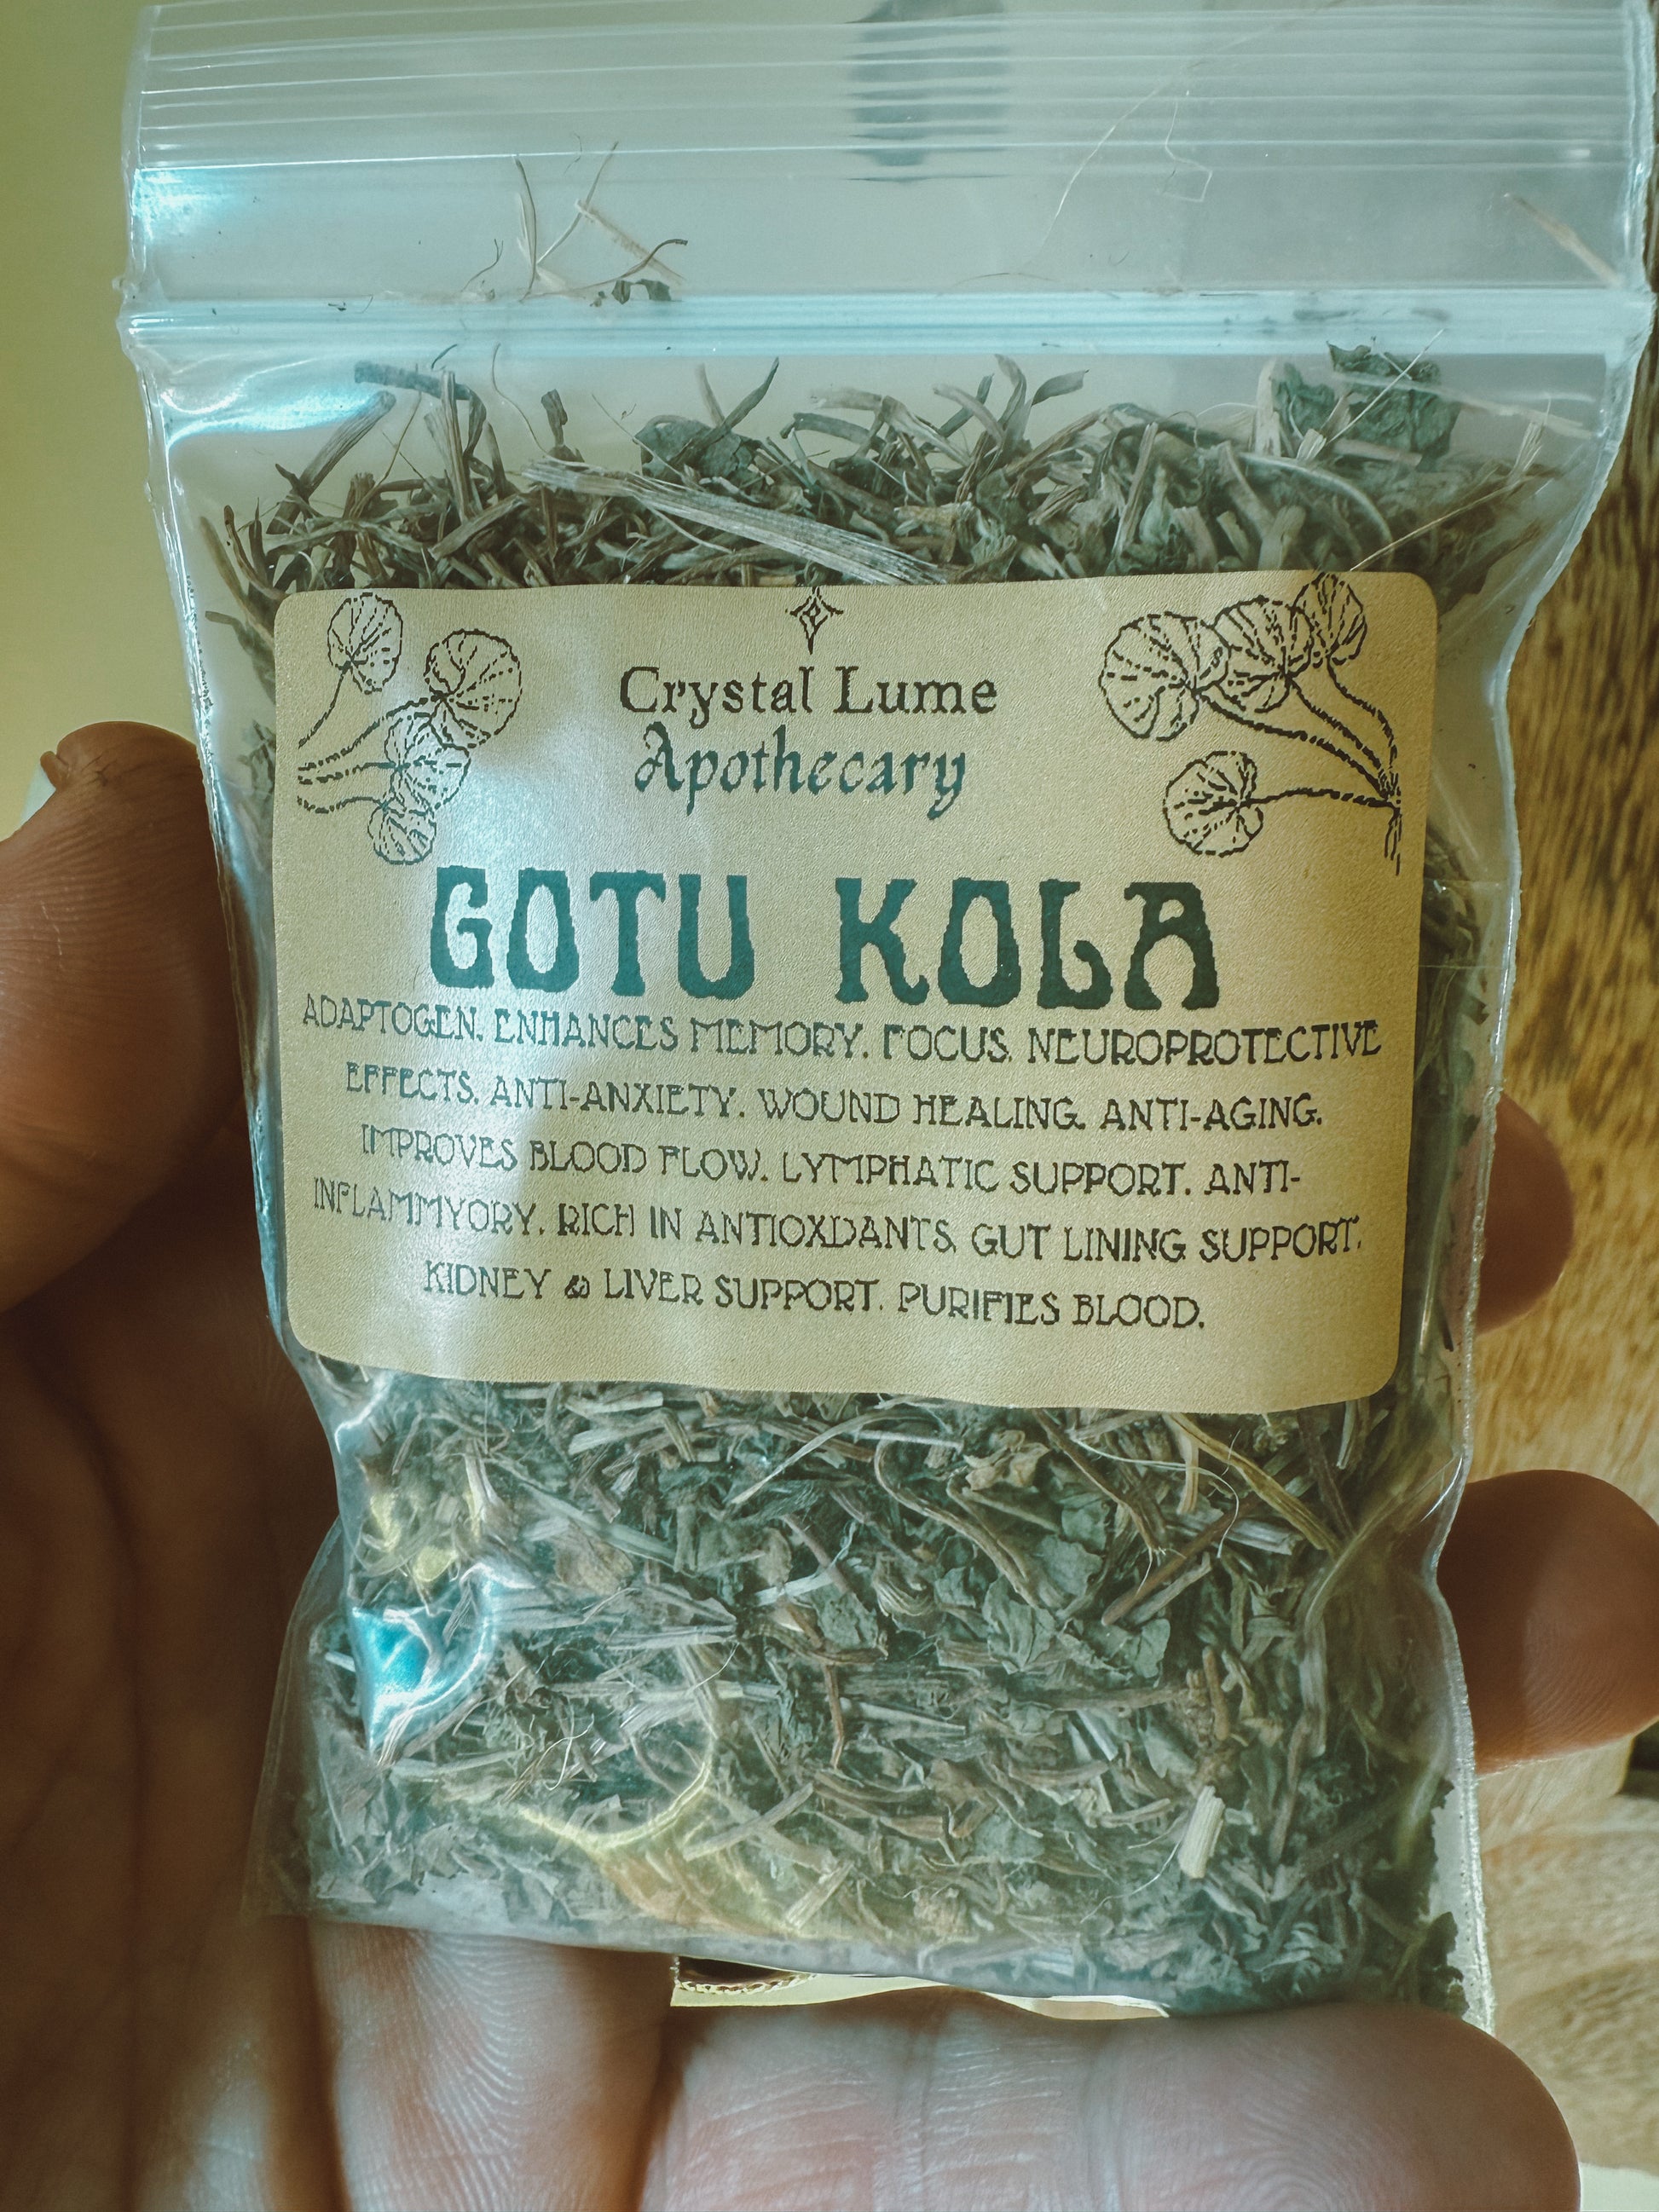 Crystal Lume
Apothecary
GOTU KOLA
ADAPTOGEN. ENHANCES MEMORY. FOCUS. NEUROPROTECTIVE
EFFECTS. ANTI-ANXIETY. WOUND HEALING. ANTI-AGING.
IMPROVES BLOOD FLOW. LYMPHATIC SUPPORT. ANTI-
INFLAMMYORY. RICH IN ANTIOXDANTS. GUT LINING SUPPORT.
KIDNEY & LIVER SUPPORT. PURIFIES BLOOD.